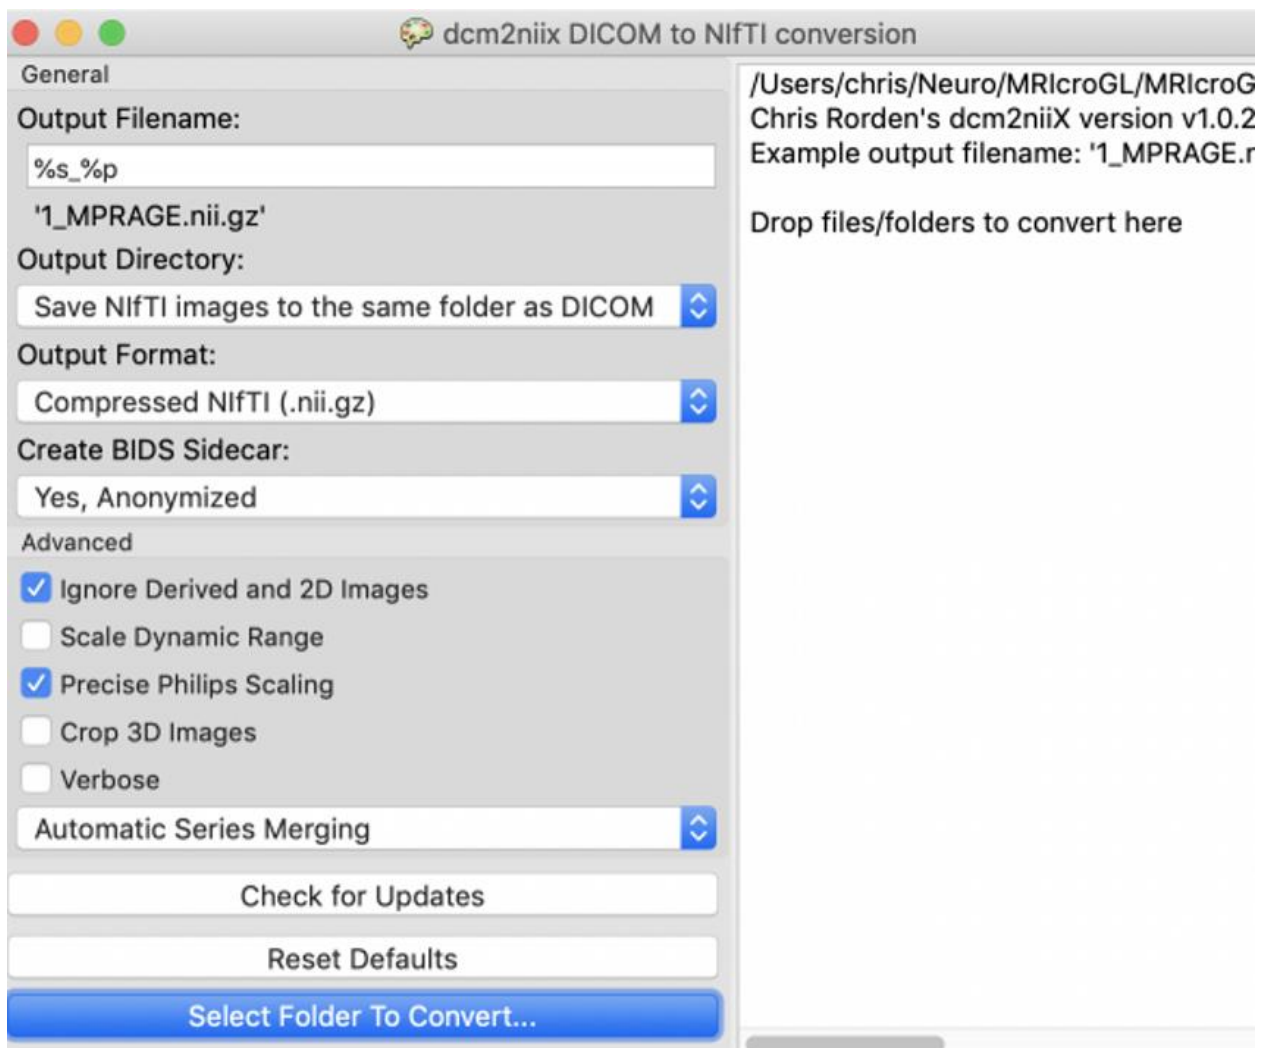 dcm2niix DICOM to NIfTI conversion
General
Output Filename:
%s_%p
'1_MPRAGE.nii.gz'
Output Directory:
Save NIfTI images to the same folder as DICOM
Output Format:
Compressed NIfTI (.nii.gz)
Create BIDS Sidecar:
Yes, Anonymized
Advanced
Ignore Derived and 2D Images
Scale Dynamic Range
Precise Philips Scaling
Crop 3D Images
Verbose
Automatic Series Merging
Check for Updates
Reset Defaults
Select Folder To Convert...
/Users/chris/Neuro/MRIcroGL/MRIcroG
Chris Rorden's dcm2niiX version v1.0.2
Example output filename: '1_MPRAGE.r
Drop files/folders to convert here